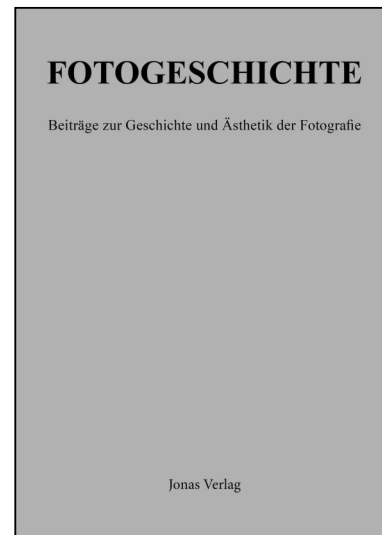 FOTOGESCHICHTE
Beiträge zur Geschichte und Ästhetik der Fotografie
Jonas Verlag